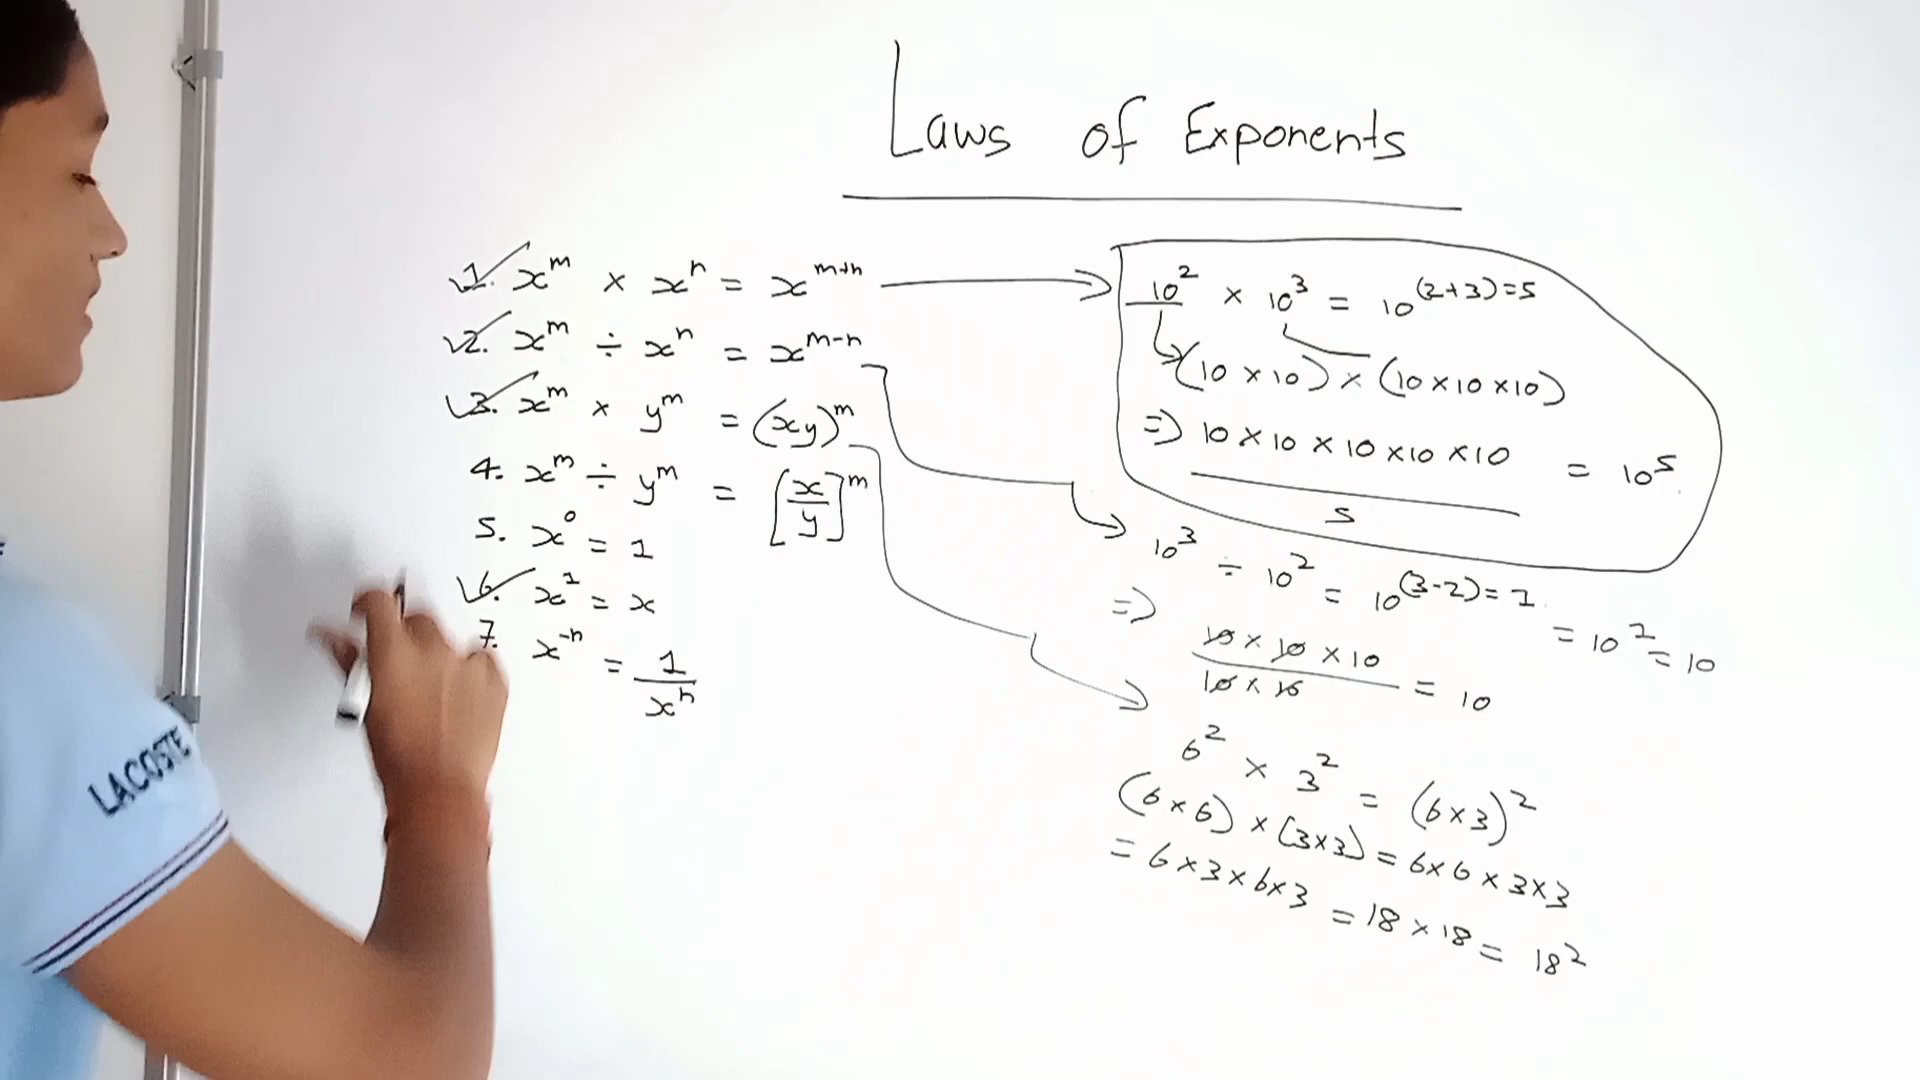 Laws of Exponents
1. x^m × x^n = x^{m+n}
2. x^m ÷ x^n = x^{m-n}
3. x^m × y^m = (xy)^m
4. x^m ÷ y^m = [x/y]^m
5. x^0 = 1
6. x^1 = x
7. x^{-n} = 1/x^n
10^2 × 10^3 = 10^{(2+3)=5}
(10 × 10) × (10 × 10 × 10)
⇒ 10 × 10 × 10 × 10 × 10 = 10^5
5
10^3 ÷ 10^2 = 10^{(3-2)=1} = 10^1 = 10
⇒ (10 × 10 × 10)/(10 × 10) = 10
6^2 × 3^2 = (6×3)^2
(6×6) × (3×3) = 6×6×3×3
= 6×3×6×3 = 18 × 18 = 18^2
LACOSTE